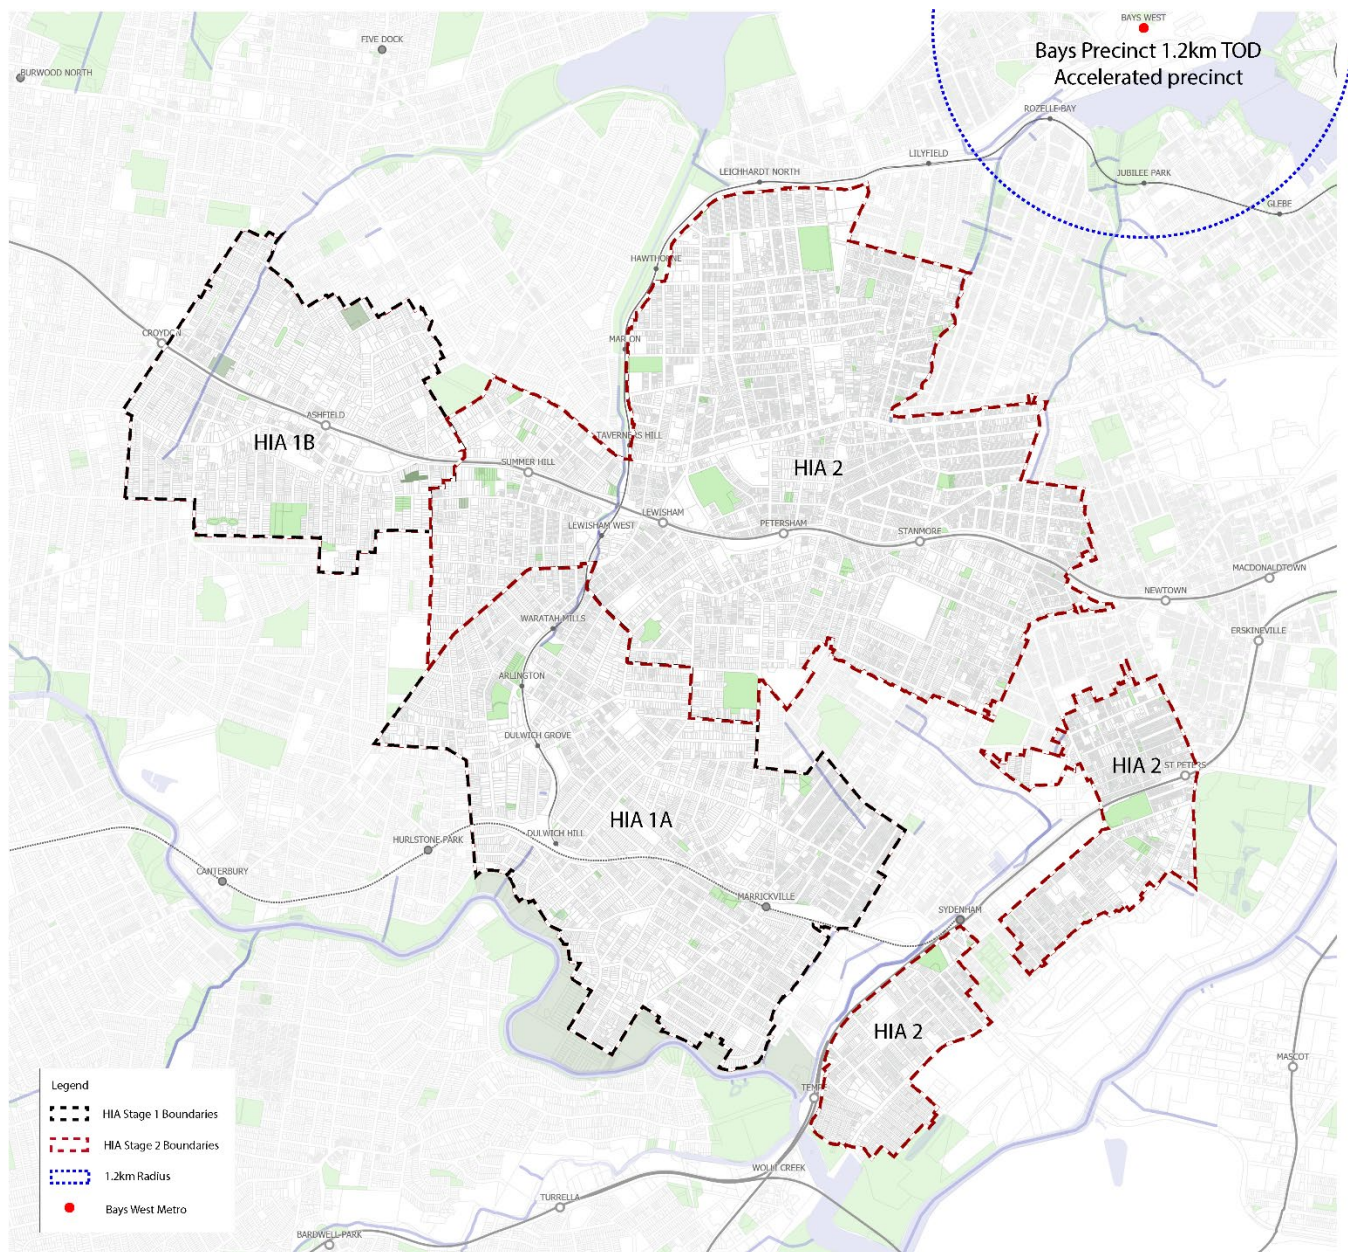 BAYS WEST
Bays Precinct 1.2km TOD
Accelerated precinct
FIVE DOCK
BURWOOD NORTH
ROZELLE-BAY
LILYFIELD
LEICHHARDT NORTH
JUBILEE PARK
GLEBE
HAWTHORNE
CROYDON
MARION
ASHFIELD
HIA 1B
TAVERNERS HILL
SUMMER HILL
HIA 2
LEWISHAM
LEWISHAM WEST
PETERSHAM
STANMORE
MACDONALDTOWN
NEWTOWN
WARATAH-MILLS
ERSKINEVILLE
ARLINGTON
DULWICH GROVE
HIA 2
ST PETERS
HIA 1A
HURLSTONE-PARK
DULWICH HILL
CANTERBURY
MARRICKVILLE
SYDENHAM
HIA 2
MASCOT
TEMPE
WOLLI CREEK
TURRELLA
BARDWELL-PARK
Legend
HIA Stage 1 Boundaries
HIA Stage 2 Boundaries
1.2km Radius
Bays West Metro